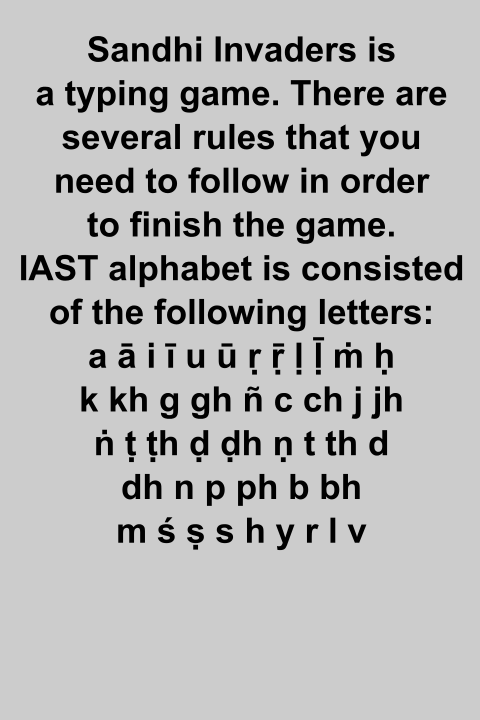 Sandhi Invaders is
a typing game. There are
several rules that you
need to follow in order
to finish the game.
IAST alphabet is consisted
of the following letters:
a ā i ī u ū ṛ ṝ ḷ Ḹ ṁ ḥ
k kh g gh ñ c ch j jh
ṅ ṭ ṭh ḍ ḍh ṇ t th d
dh n p ph b bh
m ś ṣ s h y r l v